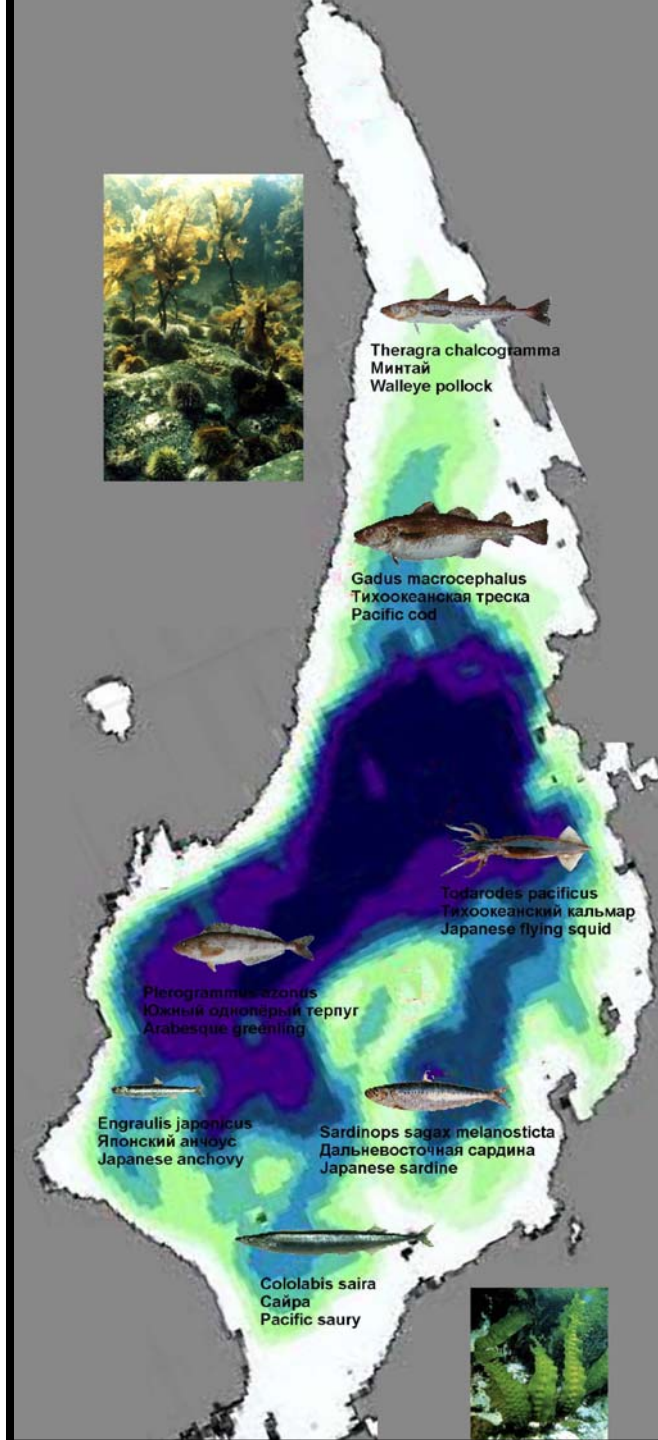 Theragra chalcogramma
Минтай
Walleye pollock
Gadus macrocephalus
Тихоокеанская треска
Pacific cod
Todarodes pacificus
Тихоокеанский кальмар
Japanese flying squid
Plerogrammus azonus
Южный одноперый терпуг
Arabesque greenling
Engraulis japonicus
Японский анчоус
Japanese anchovy
Sardinops sagax melanosticta
Дальневосточная сардина
Japanese sardine
Cololabis saira
Сайра
Pacific saury